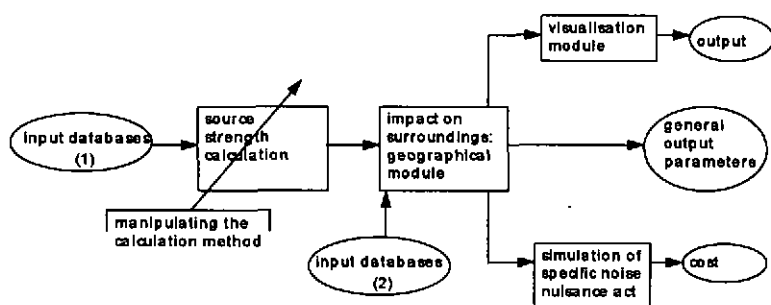 visualisation
module
output
input databases
(1)
source
strength
calculation
impact on
surroundings:
geographical
module
general
output
parameters
manipulating the
calculation method
input databases
(2)
simulation of
specific noise
nuisance act
cost